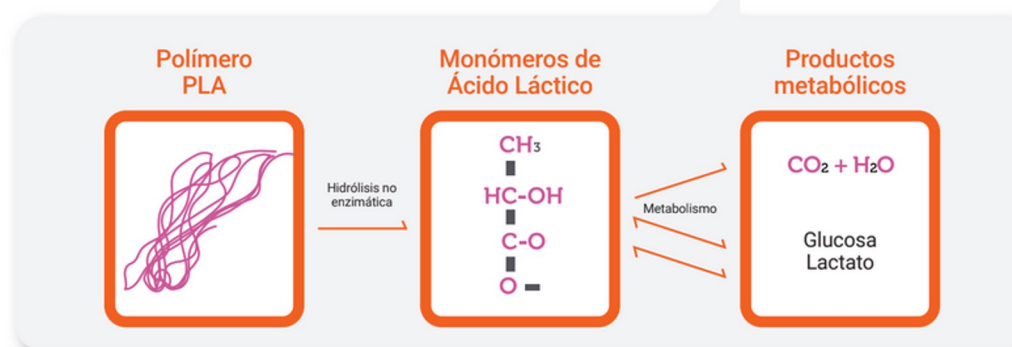 Polímero
PLA
Hidrólisis no
enzimática
Monómeros de
Ácido Láctico
CH₃
HC-OH
C-O
O -
Metabolismo
Productos
metabólicos
CO₂ + H₂O
Glucosa
Lactato